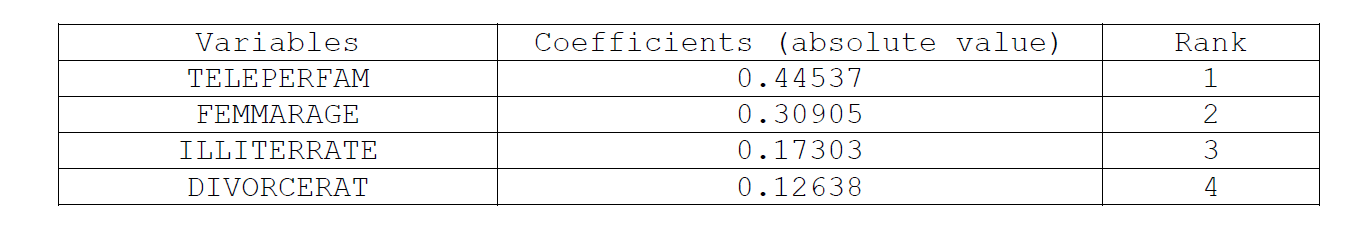 Variables Coefficients (absolute value) Rank
TELEPERFAM 0.44537 1
FEMMARAGE 0.30905 2
ILLITERRATE 0.17303 3
DIVORCERAT 0.12638 4